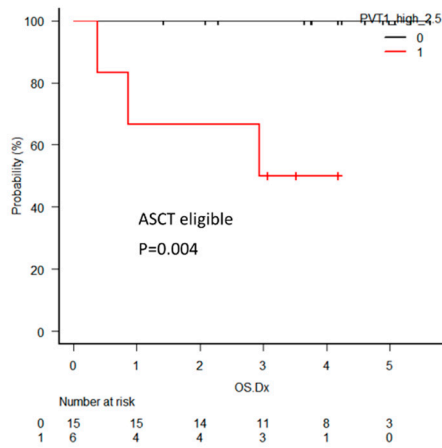 PVT1_high_2.5
0
1
100
80
60
40
20
0
Probability (%)
ASCT eligible
P=0.004
0 1 2 3 4 5
OS.Dx
Number at risk
0 15 15 14 11 8 3
1 6 4 4 3 1 0